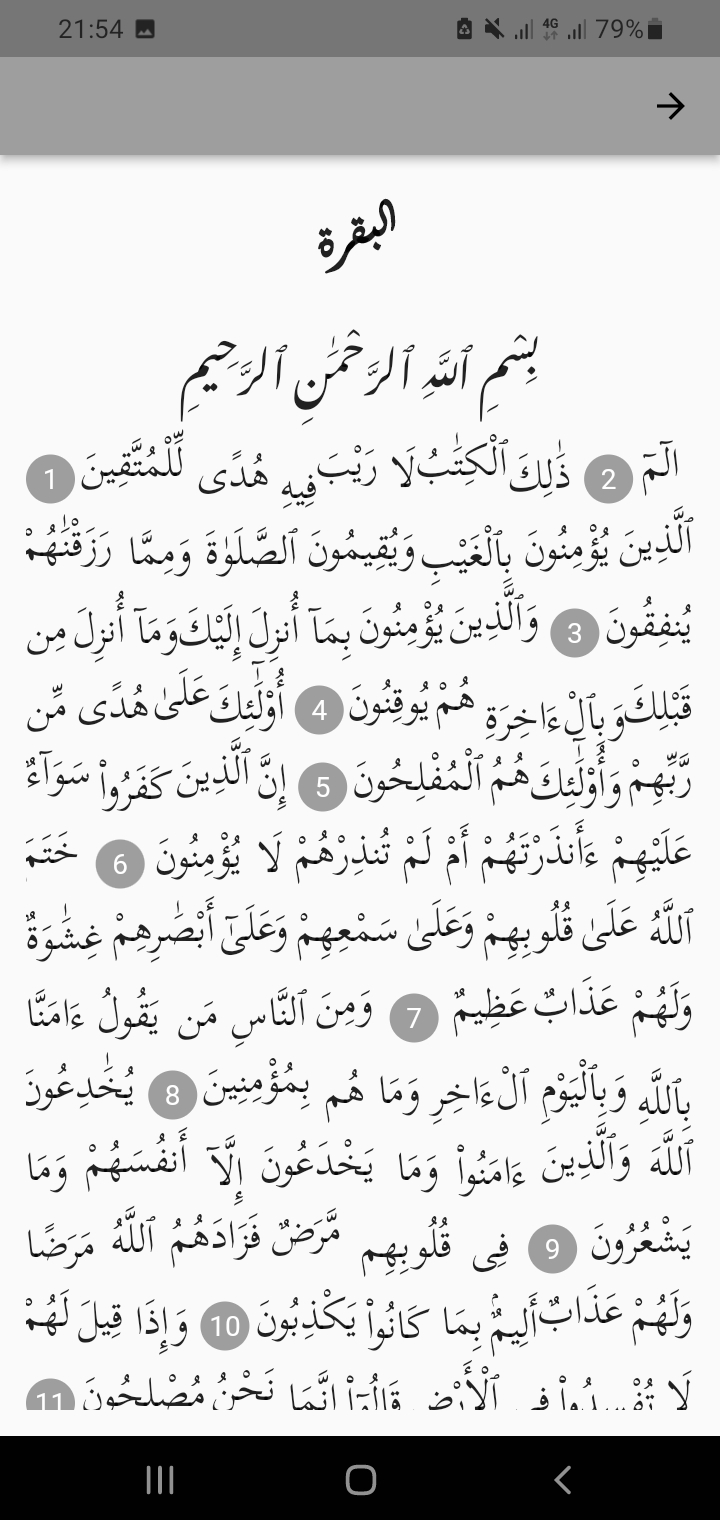 21:54 4G 79%
البقرة
بِسْمِ ٱللَّهِ ٱلرَّحْمَٰنِ ٱلرَّحِيمِ
الٓمٓ 2 ذَٰلِكَ ٱلْكِتَٰبُ لَا رَيْبَ فِيهِ هُدًى لِّلْمُتَّقِينَ 1
ٱلَّذِينَ يُؤْمِنُونَ بِٱلْغَيْبِ وَيُقِيمُونَ ٱلصَّلَوٰةَ وَمِمَّا رَزَقْنَٰهُمْ
يُنفِقُونَ 3 وَٱلَّذِينَ يُؤْمِنُونَ بِمَآ أُنزِلَ إِلَيْكَ وَمَآ أُنزِلَ مِن
قَبْلِكَ وَبِٱلْءَاخِرَةِ هُمْ يُوقِنُونَ 4 أُوْلَٰٓئِكَ عَلَىٰ هُدًى مِّن
رَّبِّهِمْ وَأُوْلَٰٓئِكَ هُمُ ٱلْمُفْلِحُونَ 5 إِنَّ ٱلَّذِينَ كَفَرُوا۟ سَوَآءٌ
عَلَيْهِمْ ءَأَنذَرْتَهُمْ أَمْ لَمْ تُنذِرْهُمْ لَا يُؤْمِنُونَ 6 خَتَمَ
ٱللَّهُ عَلَىٰ قُلُوبِهِمْ وَعَلَىٰ سَمْعِهِمْ وَعَلَىٰٓ أَبْصَٰرِهِمْ غِشَٰوَةٌ
وَلَهُمْ عَذَابٌ عَظِيمٌ 7 وَمِنَ ٱلنَّاسِ مَن يَقُولُ ءَامَنَّا
بِٱللَّهِ وَبِٱلْيَوْمِ ٱلْءَاخِرِ وَمَا هُم بِمُؤْمِنِينَ 8 يُخَٰدِعُونَ
ٱللَّهَ وَٱلَّذِينَ ءَامَنُوا۟ وَمَا يَخْدَعُونَ إِلَّآ أَنفُسَهُمْ وَمَا
يَشْعُرُونَ 9 فِى قُلُوبِهِم مَّرَضٌ فَزَادَهُمُ ٱللَّهُ مَرَضًا
وَلَهُمْ عَذَابٌ أَلِيمٌۢ بِمَا كَانُوا۟ يَكْذِبُونَ 10 وَإِذَا قِيلَ لَهُمْ
لَا تُفْسِدُوا۟ فِى ٱلْأَرْضِ قَالُوٓا۟ إِنَّمَا نَحْنُ مُصْلِحُونَ 11